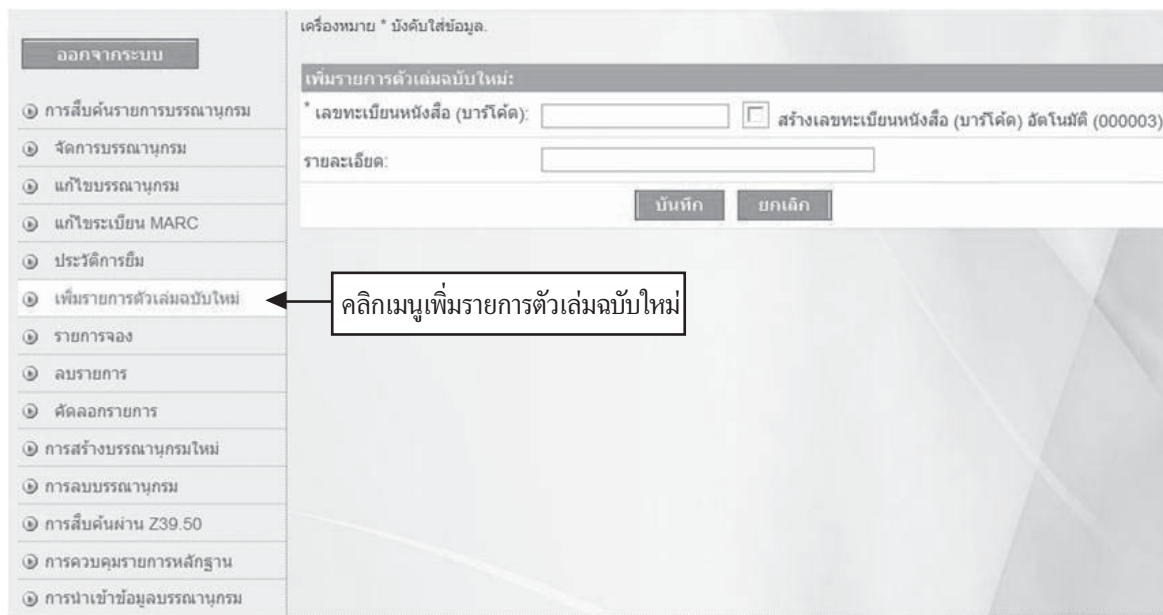 ออกจากระบบ
การสืบค้นรายการบรรณานุกรม
จัดการบรรณานุกรม
แก้ไขบรรณานุกรม
แก้ไขระเบียน MARC
ประวัติการยืม
เพิ่มรายการตัวเล่มฉบับใหม่
รายการจอง
ลบรายการ
คัดลอกรายการ
การสร้างบรรณานุกรมใหม่
การลบบรรณานุกรม
การสืบค้นผ่าน Z39.50
การควบคุมรายการหลักฐาน
การนำเข้าข้อมูลบรรณานุกรม
เครื่องหมาย * บังคับใส่ข้อมูล.
เพิ่มรายการตัวเล่มฉบับใหม่:
* เลขทะเบียนหนังสือ (บาร์โค้ด): สร้างเลขทะเบียนหนังสือ (บาร์โค้ด) อัตโนมัติ (000003)
รายละเอียด:
บันทึก ยกเลิก
คลิกเมนูเพิ่มรายการตัวเล่มฉบับใหม่